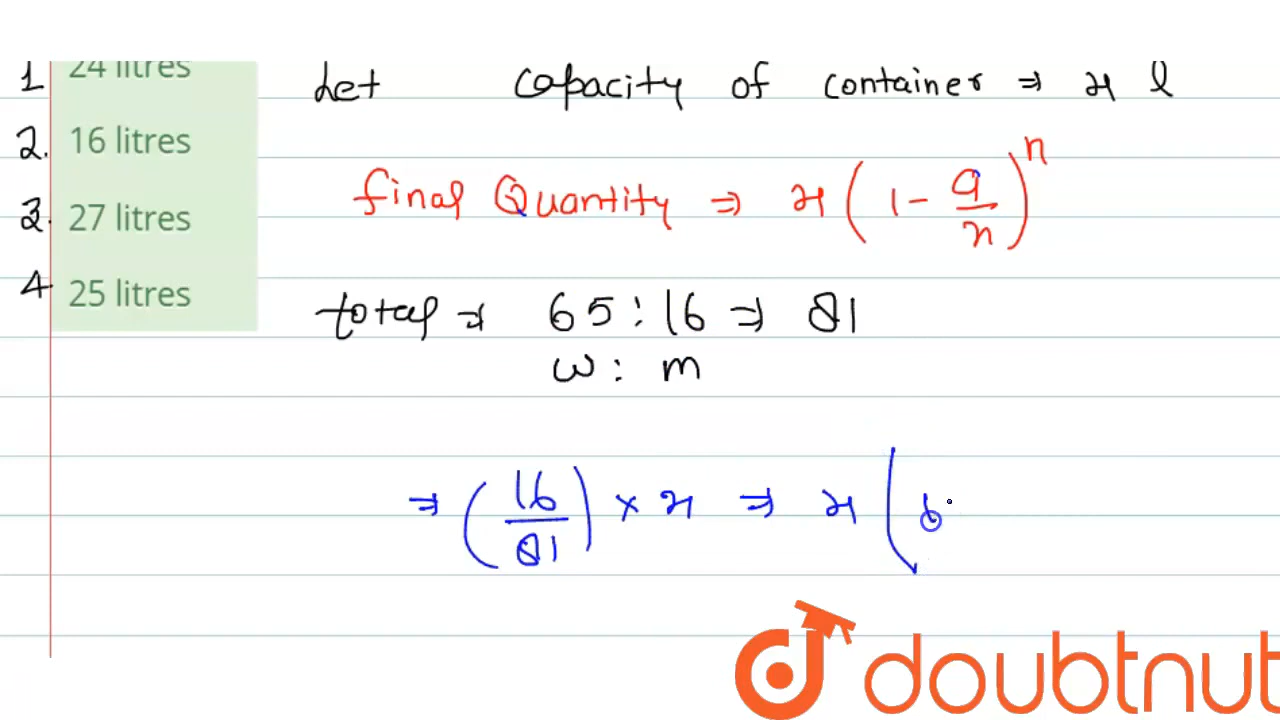 1 24 litres
Let capacity of container ⇒ x l
2. 16 litres
final Quantity ⇒ x ( 1 - a/x )^n
3. 27 litres
4 25 litres
total ⇒ 65 : 16 ⇒ 81
w : m
⇒ ( 16/81 ) × x ⇒ x (
doubtnut